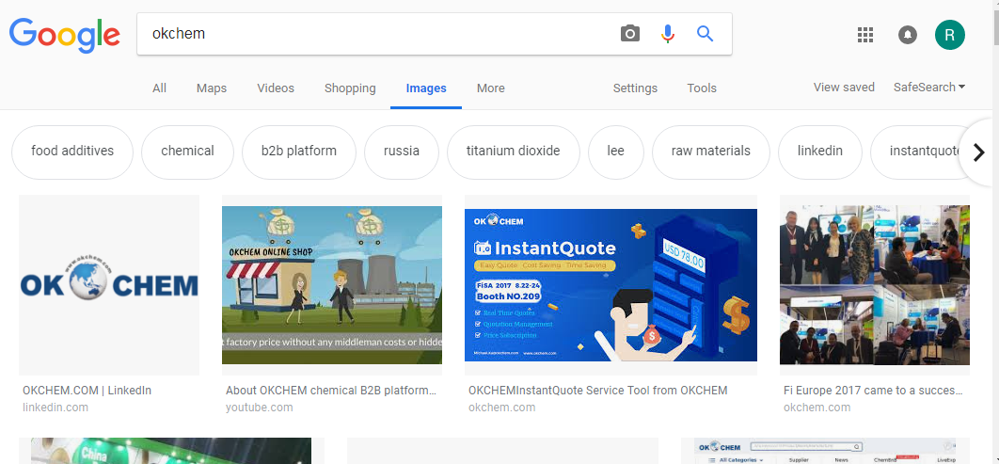 Google
okchem
R
All Maps Videos Shopping Images More Settings Tools View saved SafeSearch
food additives chemical b2b platform russia titanium dioxide lee raw materials linkedin instantquot
www.okchem.com
OK CHEM
OKCHEM ONLINE SHOP
t factory price without any middleman costs or hidde
OK CHEM
InstantQuote
Easy Quote · Cost Saving · Time Saving
FiSA 2017 8.22-24
Booth NO.209
Real Time Quotes
Quotation Management
Price Subscription
www.okchem.com
USD 78.00
$
$
OKCHEM.COM | LinkedIn
linkedin.com
About OKCHEM chemical B2B platform...
youtube.com
OKCHEMInstantQuote Service Tool from OKCHEM
okchem.com
Fi Europe 2017 came to a succes...
okchem.com
China
OK CHEM
All Categories Supplier News ChemBid LiveExp